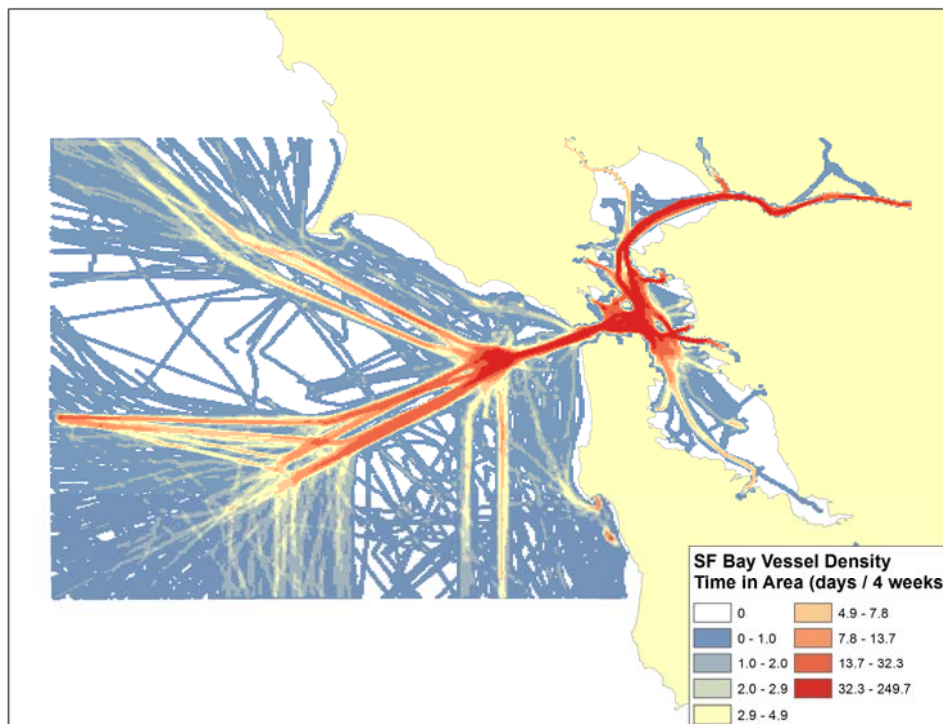 SF Bay Vessel Density
Time in Area (days / 4 weeks
0
0 - 1.0
1.0 - 2.0
2.0 - 2.9
2.9 - 4.9
4.9 - 7.8
7.8 - 13.7
13.7 - 32.3
32.3 - 249.7